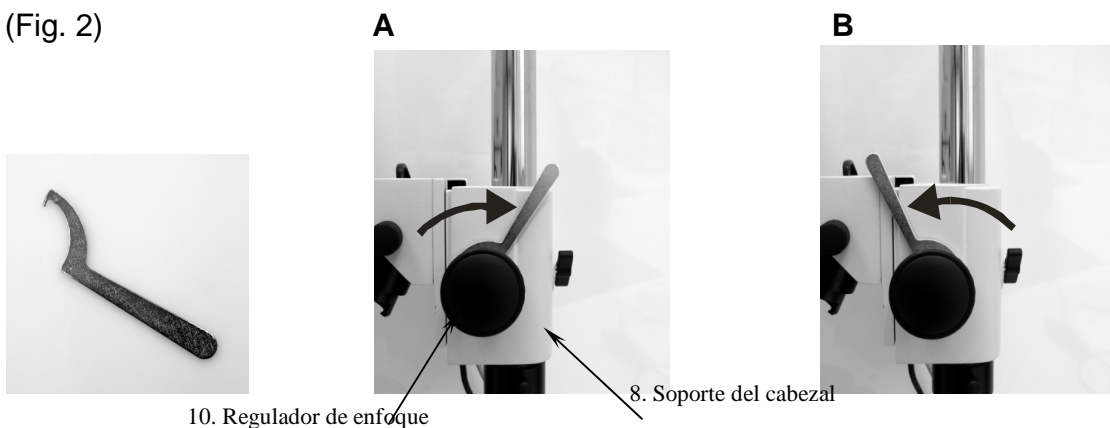 (Fig. 2)
A
B
8. Soporte del cabezal
10. Regulador de enfoque